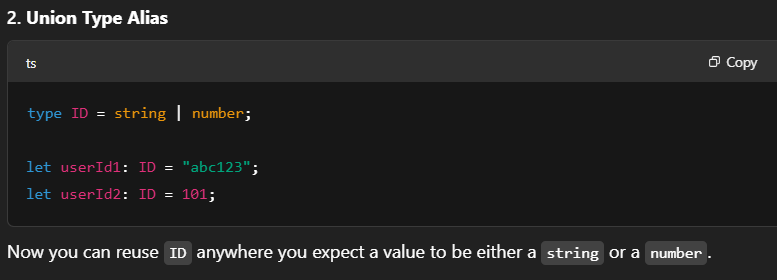 2. Union Type Alias
ts
Copy
type ID = string | number;
let userId1: ID = "abc123";
let userId2: ID = 101;
Now you can reuse ID anywhere you expect a value to be either a string or a number.